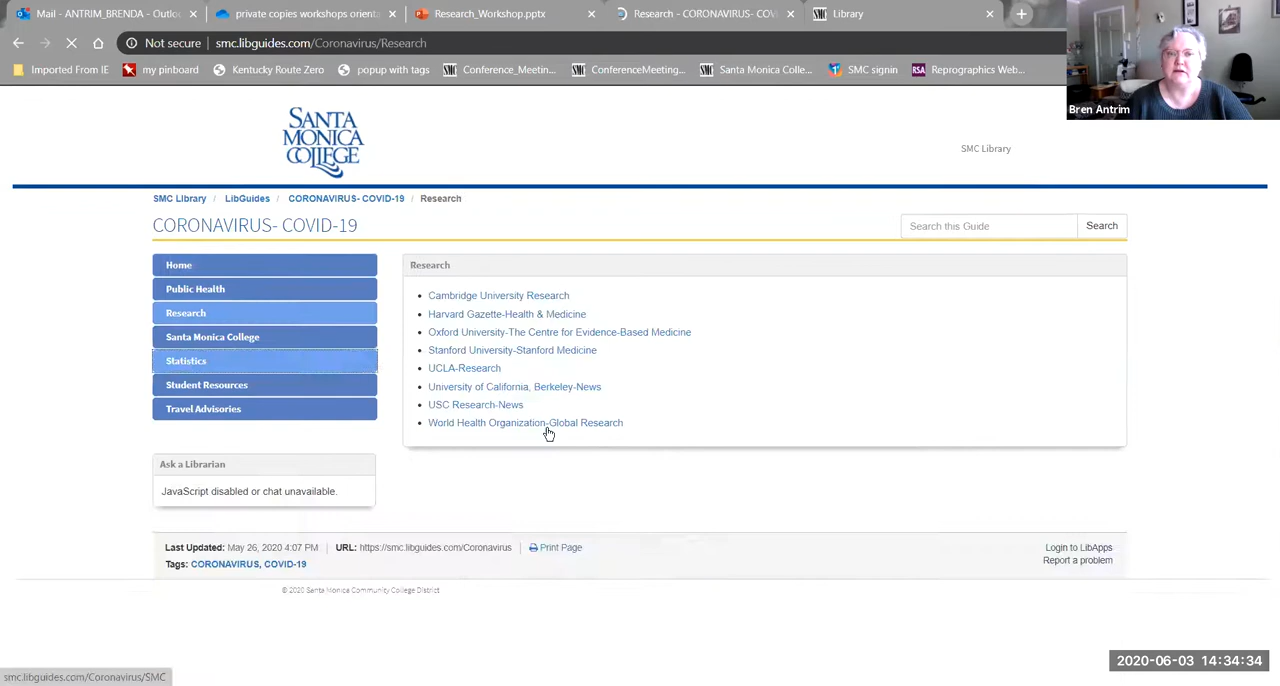 Mail - ANTRIM_BRENDA - Outloo
private copies workshops orienta
Research_Workshop.pptx
Research - CORONAVIRUS- COV
Library
Not secure
smc.libguides.com/Coronavirus/Research
Imported From IE
my pinboard
Kentucky Route Zero
popup with tags
Conference_Meetin...
ConferenceMeeting...
Santa Monica Colle...
SMC signin
RSA
Reprographics Web...
Bren Antrim
SANTA
MONICA
COLLEGE
SMC Library
SMC Library / LibGuides / CORONAVIRUS- COVID-19 / Research
CORONAVIRUS- COVID-19
Search this Guide
Search
Home
Public Health
Research
Santa Monica College
Statistics
Student Resources
Travel Advisories
Research
Cambridge University Research
Harvard Gazette-Health & Medicine
Oxford University-The Centre for Evidence-Based Medicine
Stanford University-Stanford Medicine
UCLA-Research
University of California, Berkeley-News
USC Research-News
World Health Organization-Global Research
Ask a Librarian
JavaScript disabled or chat unavailable.
Last Updated: May 26, 2020 4:07 PM | URL: https://smc.libguides.com/Coronavirus | Print Page
Tags: CORONAVIRUS, COVID-19
Login to LibApps
Report a problem
© 2020 Santa Monica Community College District
smc.libguides.com/Coronavirus/SMC
2020-06-03 14:34:34